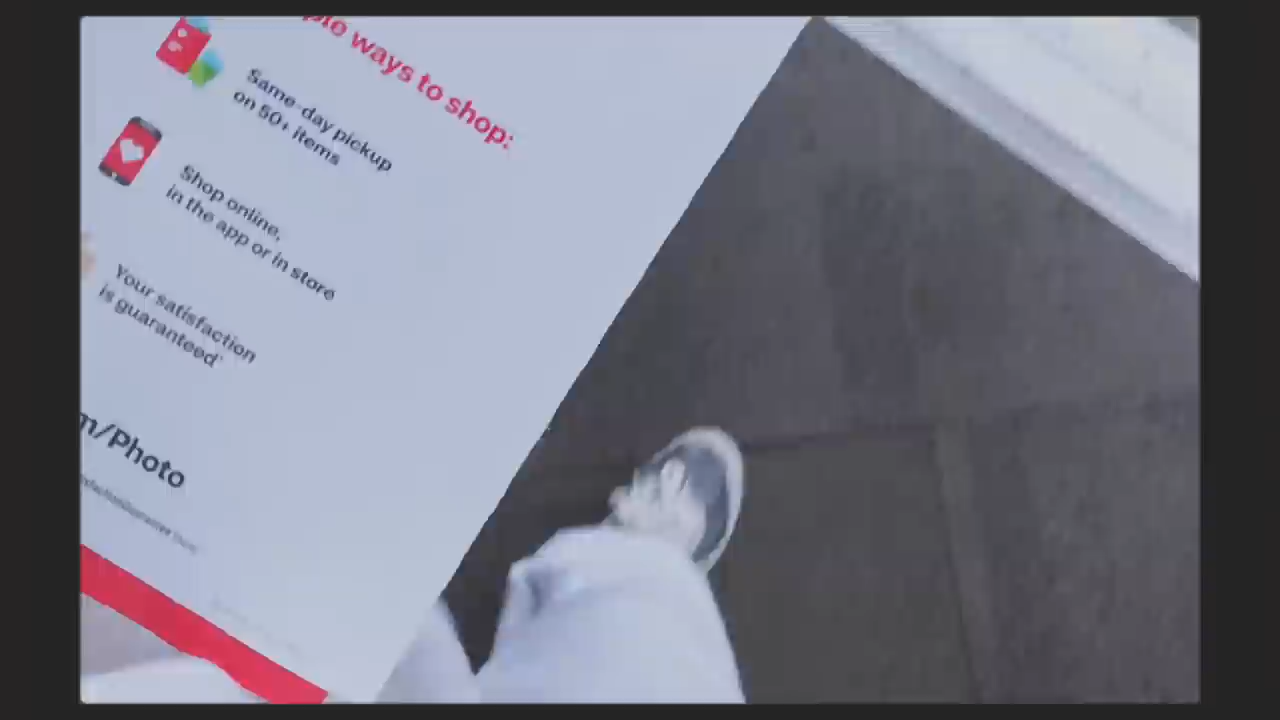 ways to shop:
Same-day pickup
on 50+ items
Shop online,
in the app or in store
Your satisfaction
is guaranteed*
m/Photo